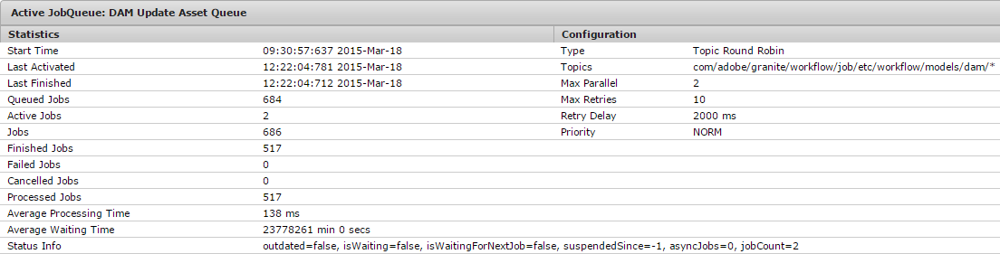 Active JobQueue: DAM Update Asset Queue
Statistics Configuration
Start Time 09:30:57:637 2015-Mar-18 Type Topic Round Robin
Last Activated 12:22:04:781 2015-Mar-18 Topics com/adobe/granite/workflow/job/etc/workflow/models/dam/*
Last Finished 12:22:04:712 2015-Mar-18 Max Parallel 2
Queued Jobs 684 Max Retries 10
Active Jobs 2 Retry Delay 2000 ms
Jobs 686 Priority NORM
Finished Jobs 517
Failed Jobs 0
Cancelled Jobs 0
Processed Jobs 517
Average Processing Time 138 ms
Average Waiting Time 23778261 min 0 secs
Status Info outdated=false, isWaiting=false, isWaitingForNextJob=false, suspendedSince=-1, asyncJobs=0, jobCount=2